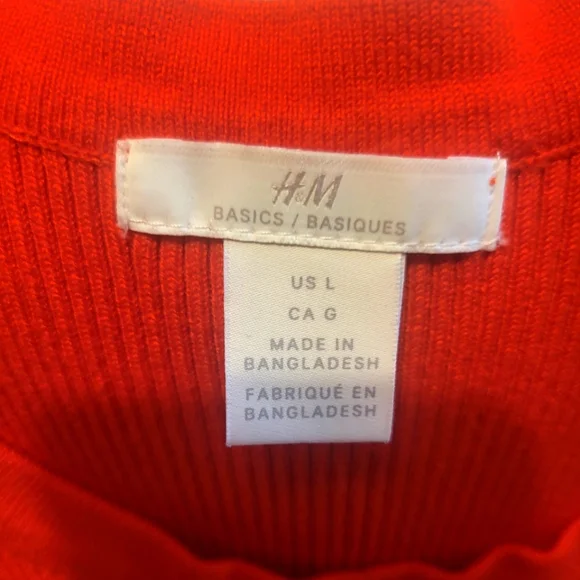 H&M
BASICS / BASIQUES
US L
CA G
MADE IN
BANGLADESH
FABRIQUÉ EN
BANGLADESH